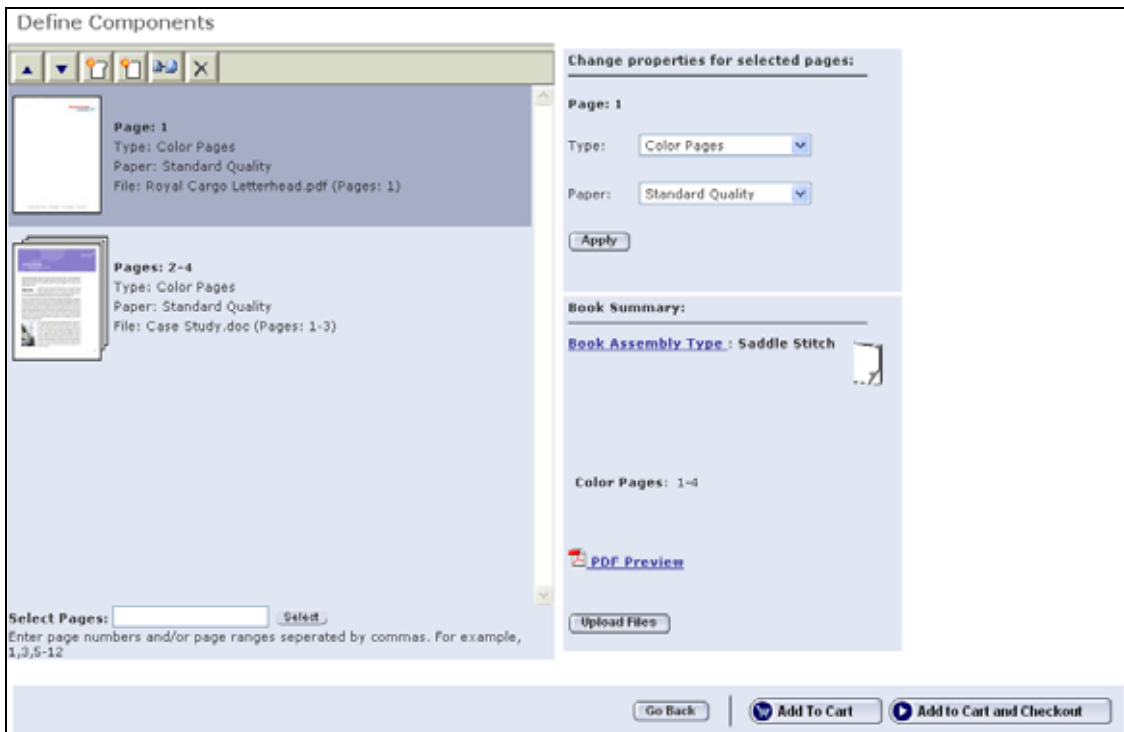 Define Components
Page: 1
Type: Color Pages
Paper: Standard Quality
File: Royal Cargo Letterhead.pdf (Pages: 1)
Pages: 2-4
Type: Color Pages
Paper: Standard Quality
File: Case Study.doc (Pages: 1-3)
Select Pages:
Select
Enter page numbers and/or page ranges seperated by commas. For example,
1,3,5-12
Change properties for selected pages:
Page: 1
Type: Color Pages
Paper: Standard Quality
Apply
Book Summary:
Book Assembly Type : Saddle Stitch
Color Pages: 1-4
PDF Preview
Upload Files
Go Back
Add To Cart
Add to Cart and Checkout